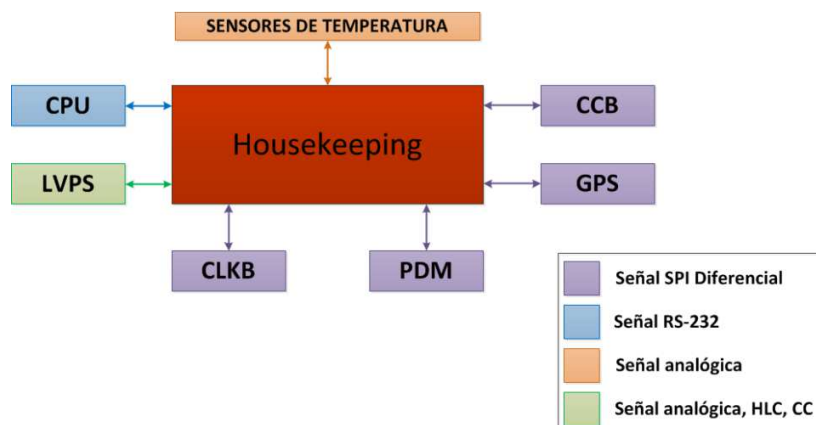 SENSORES DE TEMPERATURA
CPU
CCB
Housekeeping
LVPS
GPS
CLKB
PDM
Señal SPI Diferencial
Señal RS-232
Señal analógica
Señal analógica, HLC, CC